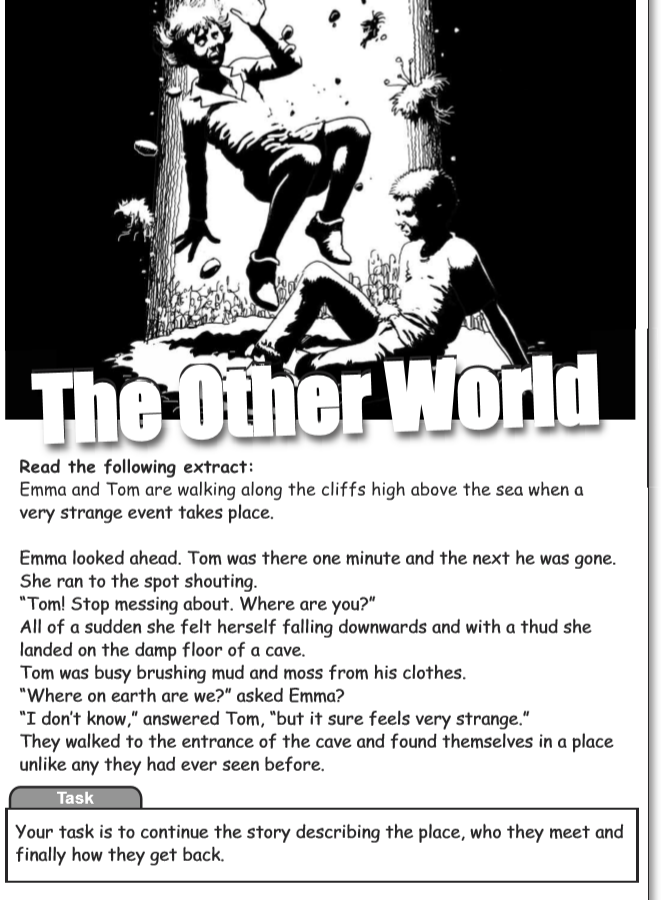 The Other World
Read the following extract:
Emma and Tom are walking along the cliffs high above the sea when a
very strange event takes place.
Emma looked ahead. Tom was there one minute and the next he was gone.
She ran to the spot shouting.
“Tom! Stop messing about. Where are you?”
All of a sudden she felt herself falling downwards and with a thud she
landed on the damp floor of a cave.
Tom was busy brushing mud and moss from his clothes.
“Where on earth are we?” asked Emma?
“I don’t know,” answered Tom, “but it sure feels very strange.”
They walked to the entrance of the cave and found themselves in a place
unlike any they had ever seen before.
Task
Your task is to continue the story describing the place, who they meet and
finally how they get back.